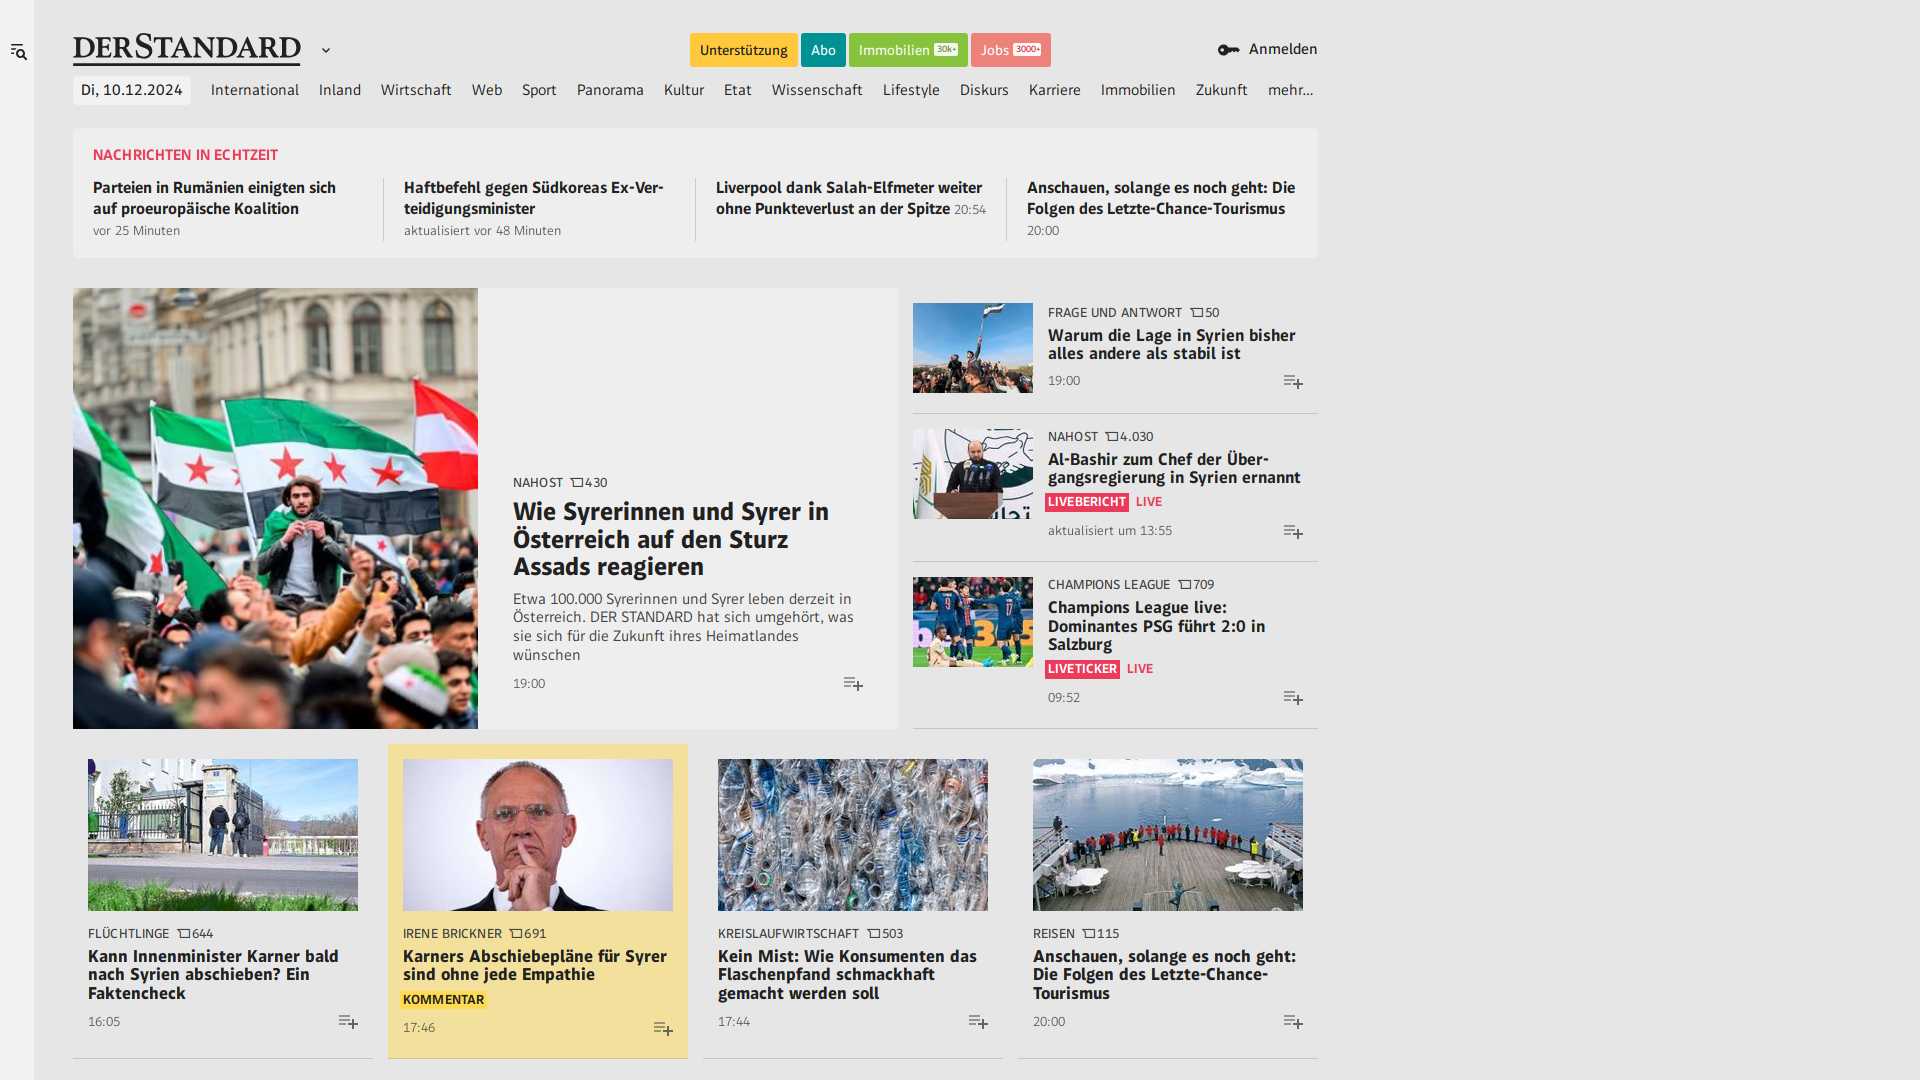 DERSTANDARD
Unterstützung
Abo
Immobilien 30k+
Jobs 3000+
Anmelden
Di, 10.12.2024
International
Inland
Wirtschaft
Web
Sport
Panorama
Kultur
Etat
Wissenschaft
Lifestyle
Diskurs
Karriere
Immobilien
Zukunft
mehr...
NACHRICHTEN IN ECHTZEIT
Parteien in Rumänien einigten sich
auf proeuropäische Koalition
vor 25 Minuten
Haftbefehl gegen Südkoreas Ex-Ver-
teidigungsminister
aktualisiert vor 48 Minuten
Liverpool dank Salah-Elfmeter weiter
ohne Punkteverlust an der Spitze 20:54
Anschauen, solange es noch geht: Die
Folgen des Letzte-Chance-Tourismus
20:00
NAHOST 430
Wie Syrerinnen und Syrer in
Österreich auf den Sturz
Assads reagieren
Etwa 100.000 Syrerinnen und Syrer leben derzeit in
Österreich. DER STANDARD hat sich umgehört, was
sie sich für die Zukunft ihres Heimatlandes
wünschen
19:00
FRAGE UND ANTWORT 50
Warum die Lage in Syrien bisher
alles andere als stabil ist
19:00
NAHOST 4.030
Al-Bashir zum Chef der Über-
gangsregierung in Syrien ernannt
LIVEBERICHT LIVE
aktualisiert um 13:55
CHAMPIONS LEAGUE 709
Champions League live:
Dominantes PSG führt 2:0 in
Salzburg
LIVETICKER LIVE
09:52
FLÜCHTLINGE 644
Kann Innenminister Karner bald
nach Syrien abschieben? Ein
Faktencheck
16:05
IRENE BRICKNER 691
Karners Abschiebepläne für Syrer
sind ohne jede Empathie
KOMMENTAR
17:46
KREISLAUFWIRTSCHAFT 503
Kein Mist: Wie Konsumenten das
Flaschenpfand schmackhaft
gemacht werden soll
17:44
REISEN 115
Anschauen, solange es noch geht:
Die Folgen des Letzte-Chance-
Tourismus
20:00